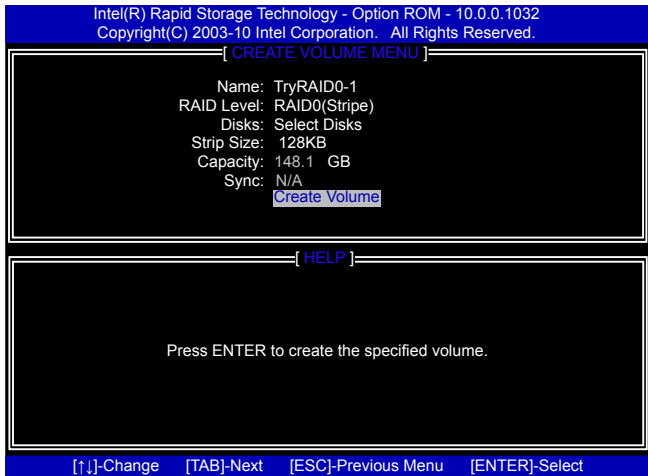 Intel(R) Rapid Storage Technology - Option ROM - 10.0.0.1032
Copyright(C) 2003-10 Intel Corporation. All Rights Reserved.
[ CREATE VOLUME MENU ]
Name: TryRAID0-1
RAID Level: RAID0(Stripe)
Disks: Select Disks
Strip Size: 128KB
Capacity: 148.1 GB
Sync: N/A
Create Volume
[ HELP ]
Press ENTER to create the specified volume.
[↑↓]-Change [TAB]-Next [ESC]-Previous Menu [ENTER]-Select